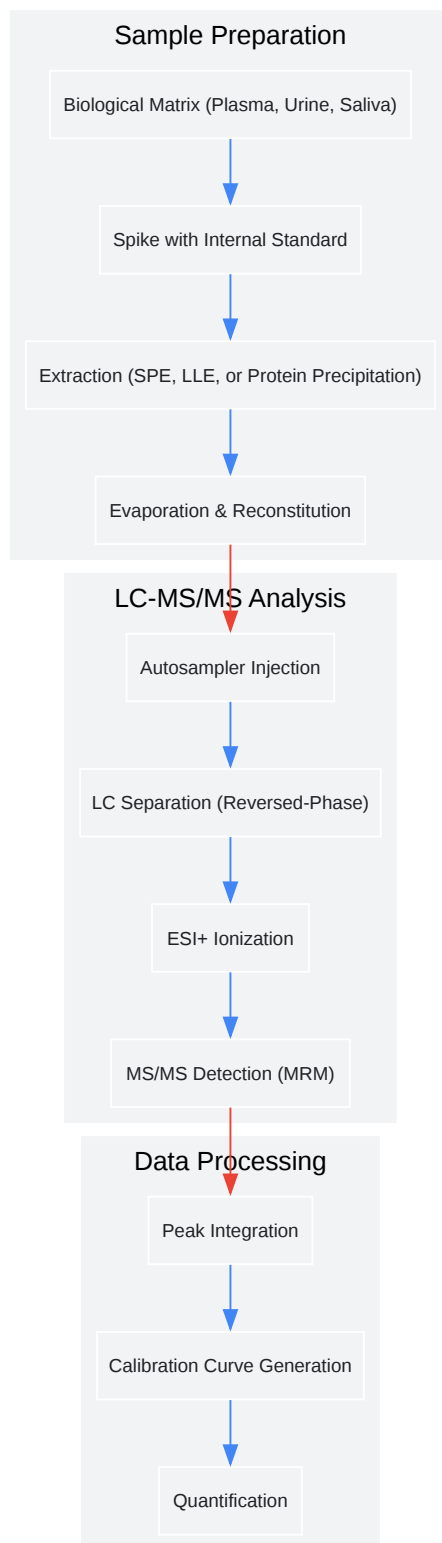 Sample Preparation
Biological Matrix (Plasma, Urine, Saliva)
Spike with Internal Standard
Extraction (SPE, LLE, or Protein Precipitation)
Evaporation & Reconstitution
LC-MS/MS Analysis
Autosampler Injection
LC Separation (Reversed-Phase)
ESI+ Ionization
MS/MS Detection (MRM)
Data Processing
Peak Integration
Calibration Curve Generation
Quantification